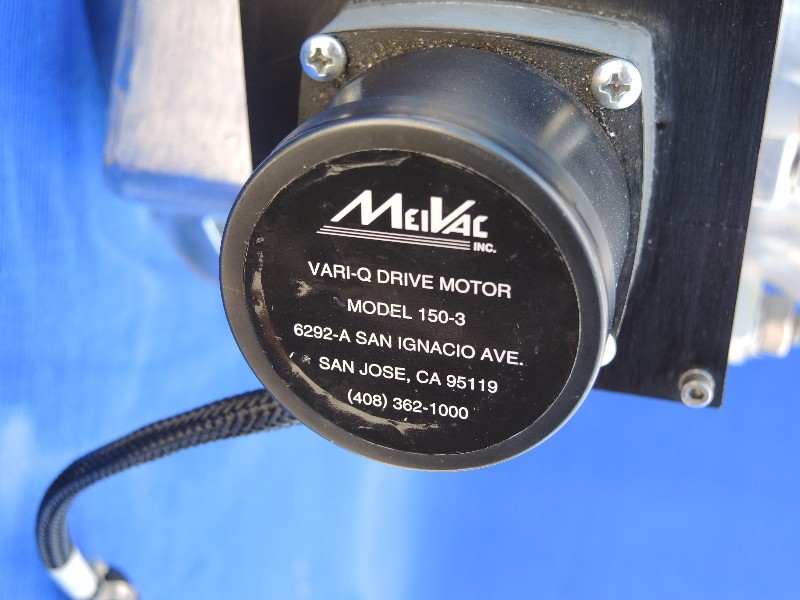 MEIVAC
INC.
VARI-Q DRIVE MOTOR
MODEL 150-3
6292-A SAN IGNACIO AVE.
SAN JOSE, CA 95119
(408) 362-1000